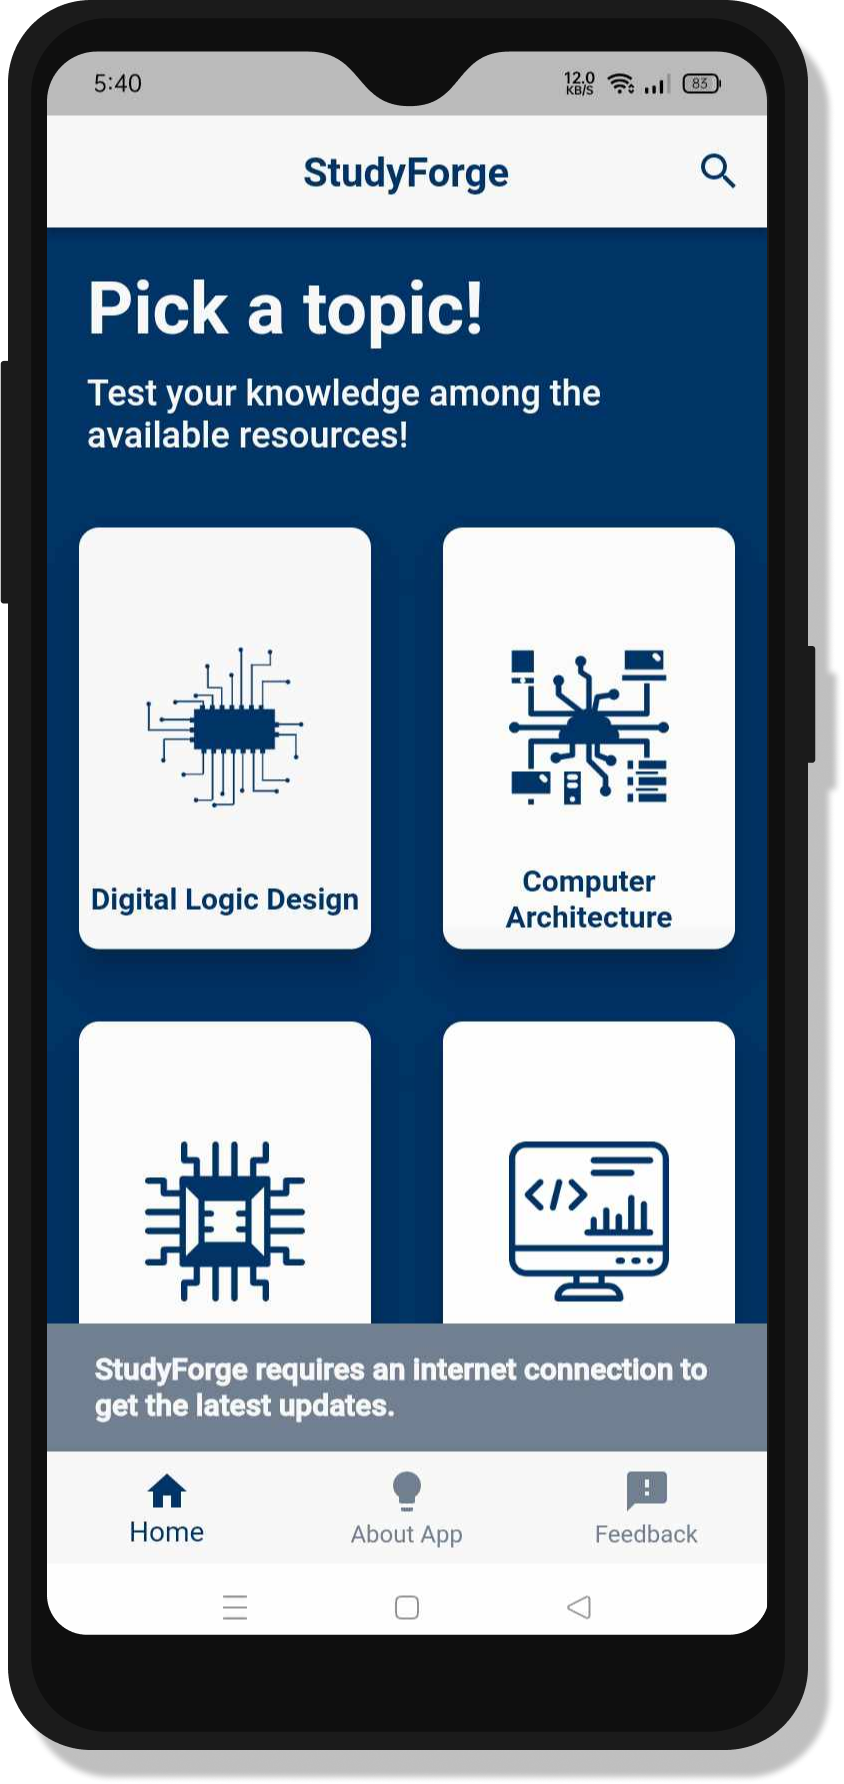 5:40
12.0
KB/S
83
StudyForge
Pick a topic!
Test your knowledge among the
available resources!
Digital Logic Design
Computer
Architecture
</>
StudyForge requires an internet connection to
get the latest updates.
Home
About App
Feedback